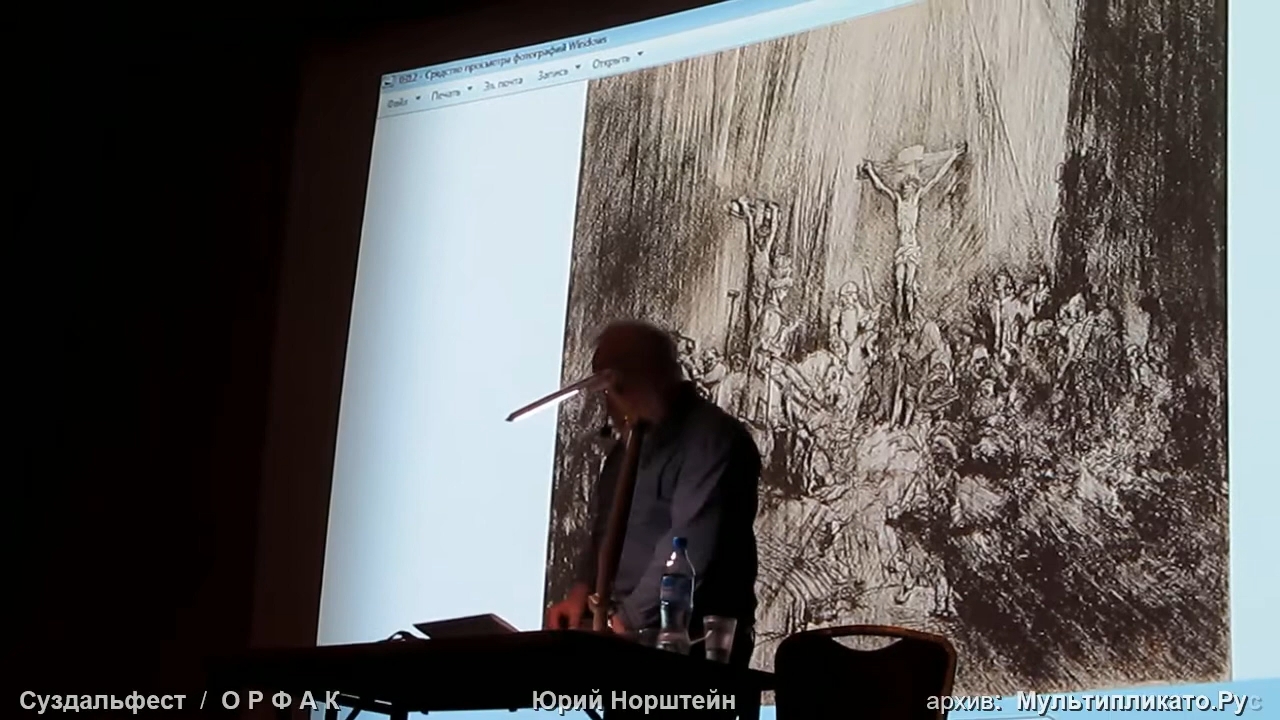 Средство просмотра фотографий Windows
Файл Печать Эл. почта Запись Открыть
Суздальфест / О Р Ф А К Юрий Норштейн архив: Мультипликато.Рус